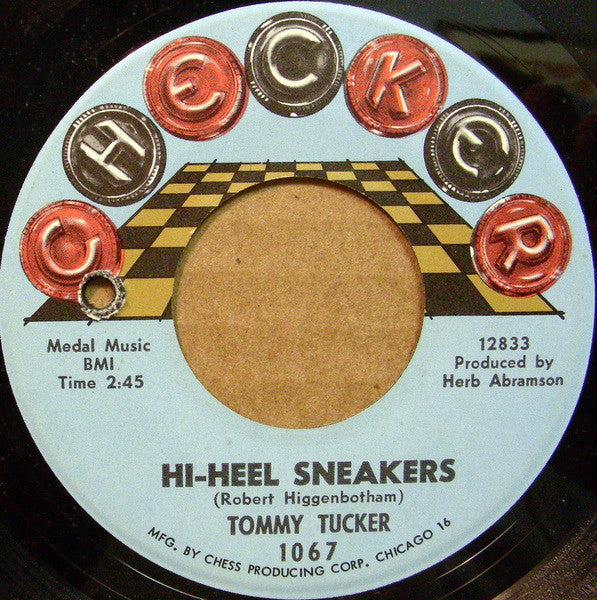 CHECKER
Medal Music
BMI
Time 2:45
12833
Produced by
Herb Abramson
HI-HEEL SNEAKERS
(Robert Higgenbotham)
TOMMY TUCKER
1067
MFG. BY CHESS PRODUCING CORP. CHICAGO 16